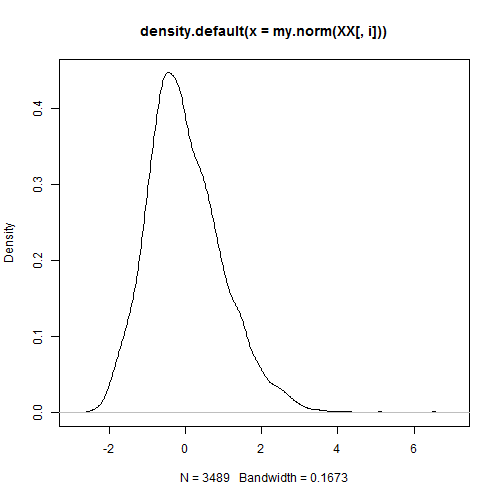 density.default(x = my.norm(XX[, i]))
Density
0.4
0.3
0.2
0.1
0.0
-2 0 2 4 6
N = 3489 Bandwidth = 0.1673